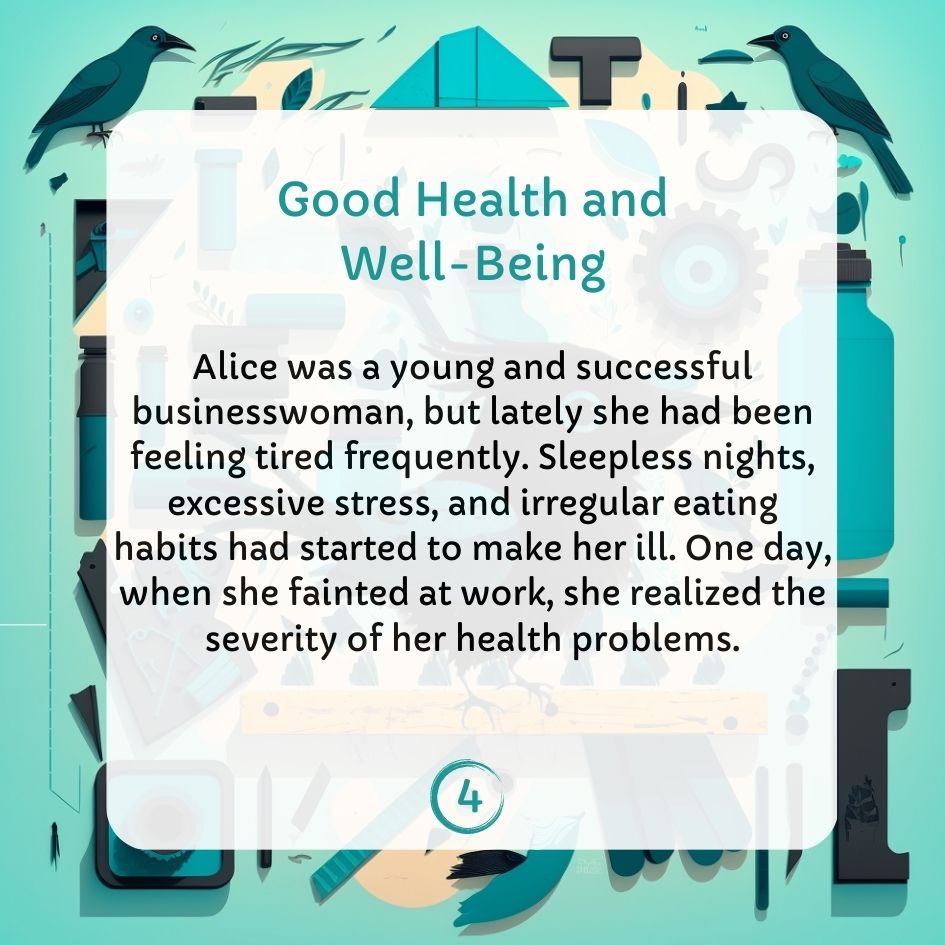 Good Health and
Well-Being
Alice was a young and successful
businesswoman, but lately she had been
feeling tired frequently. Sleepless nights,
excessive stress, and irregular eating
habits had started to make her ill. One day,
when she fainted at work, she realized the
severity of her health problems.
4